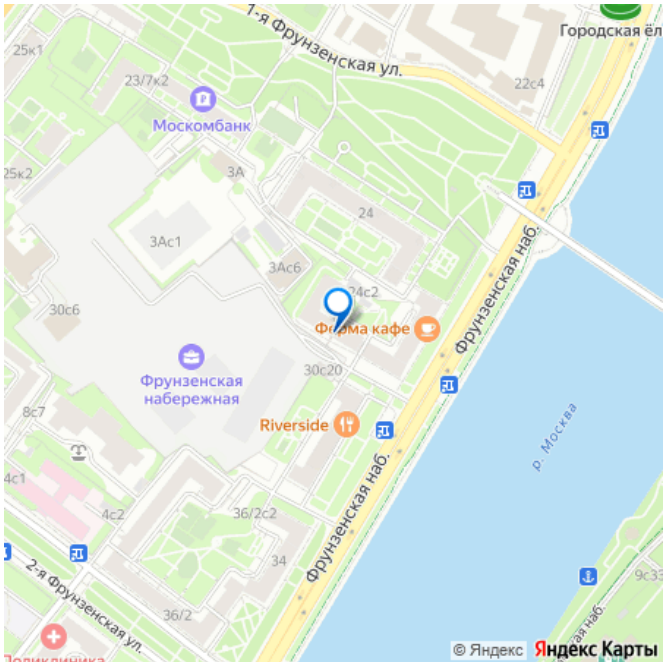 Городская ёл
25к1
1-я Фрунзенская ул.
23/7к2
22с4
Москомбанк
25к2
3А
24
3Ас1
3Ас6
Фрунзенская наб.
24с2
30с6
Ферма кафе
30с20
Фрунзенская
набережная
8с7
Riverside
р. Москва
4с1
4с2
36/2с2
Фрунзенская наб.
34
2-я Фрунзенская ул.
9с33
36/2
наб.
Поликлиника
© Яндекс Яндекс Карты